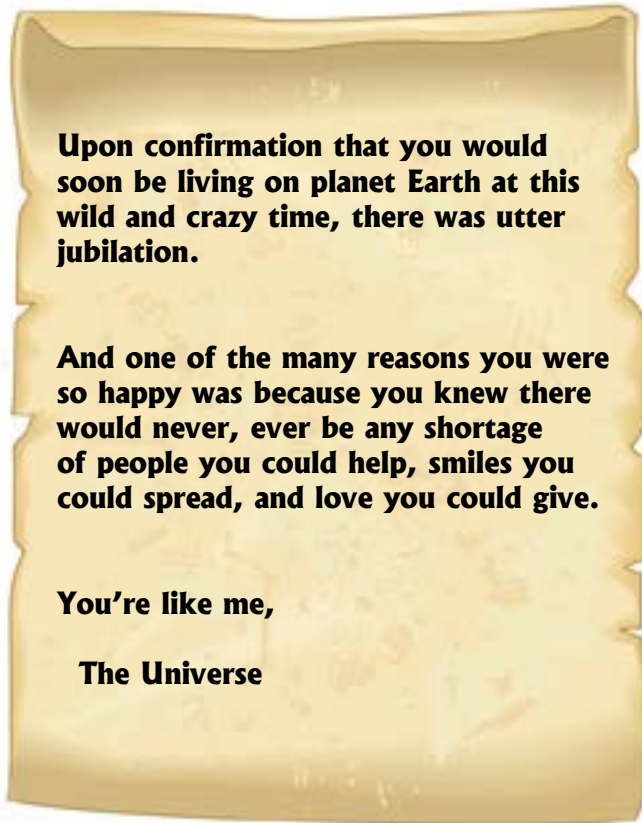 Upon confirmation that you would
soon be living on planet Earth at this
wild and crazy time, there was utter
jubilation.
And one of the many reasons you were
so happy was because you knew there
would never, ever be any shortage
of people you could help, smiles you
could spread, and love you could give.
You're like me,
The Universe